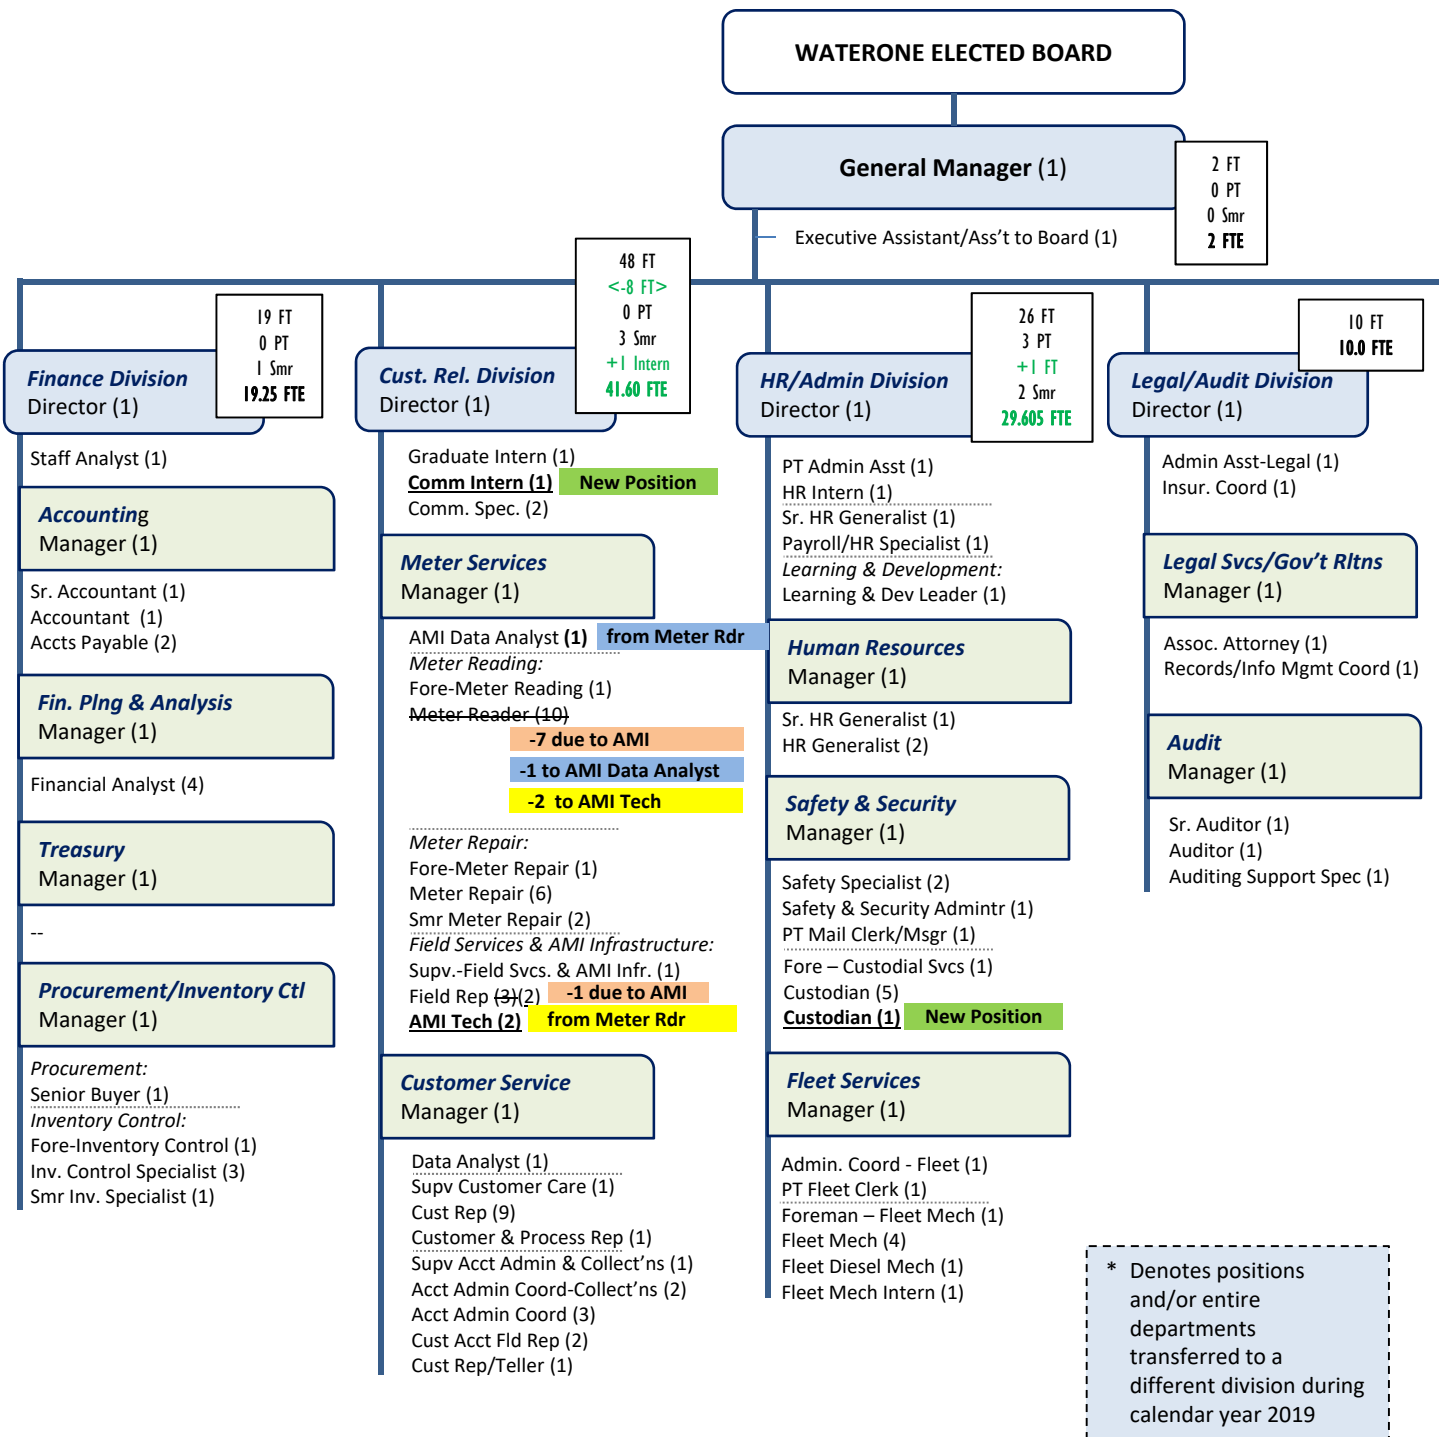 WATERONE ELECTED BOARD
General Manager (1)
2 FT
0 PT
0 Smr
2 FTE
Executive Assistant/Ass't to Board (1)
19 FT
0 PT
1 Smr
19.25 FTE
Finance Division
Director (1)
Staff Analyst (1)
Accounting
Manager (1)
Sr. Accountant (1)
Accountant (1)
Accts Payable (2)
Fin. Plng & Analysis
Manager (1)
Financial Analyst (4)
Treasury
Manager (1)
--
Procurement/Inventory Ctl
Manager (1)
Procurement:
Senior Buyer (1)
Inventory Control:
Fore-Inventory Control (1)
Inv. Control Specialist (3)
Smr Inv. Specialist (1)
48 FT
<-8 FT>
0 PT
3 Smr
+1 Intern
41.60 FTE
Cust. Rel. Division
Director (1)
Graduate Intern (1)
Comm Intern (1) New Position
Comm. Spec. (2)
Meter Services
Manager (1)
AMI Data Analyst (1) from Meter Rdr
Meter Reading:
Fore-Meter Reading (1)
Meter Reader (10)
-7 due to AMI
-1 to AMI Data Analyst
-2 to AMI Tech
Meter Repair:
Fore-Meter Repair (1)
Meter Repair (6)
Smr Meter Repair (2)
Field Services & AMI Infrastructure:
Supv.-Field Svcs. & AMI Infr. (1)
Field Rep (3)(2) -1 due to AMI
AMI Tech (2) from Meter Rdr
Customer Service
Manager (1)
Data Analyst (1)
Supv Customer Care (1)
Cust Rep (9)
Customer & Process Rep (1)
Supv Acct Admin & Collect'ns (1)
Acct Admin Coord-Collect'ns (2)
Acct Admin Coord (3)
Cust Acct Fld Rep (2)
Cust Rep/Teller (1)
26 FT
3 PT
+1 FT
2 Smr
29.605 FTE
HR/Admin Division
Director (1)
PT Admin Asst (1)
HR Intern (1)
Sr. HR Generalist (1)
Payroll/HR Specialist (1)
Learning & Development:
Learning & Dev Leader (1)
Human Resources
Manager (1)
Sr. HR Generalist (1)
HR Generalist (2)
Safety & Security
Manager (1)
Safety Specialist (2)
Safety & Security Admintr (1)
PT Mail Clerk/Msgr (1)
Fore – Custodial Svcs (1)
Custodian (5)
Custodian (1) New Position
Fleet Services
Manager (1)
Admin. Coord - Fleet (1)
PT Fleet Clerk (1)
Foreman – Fleet Mech (1)
Fleet Mech (4)
Fleet Diesel Mech (1)
Fleet Mech Intern (1)
10 FT
10.0 FTE
Legal/Audit Division
Director (1)
Admin Asst-Legal (1)
Insur. Coord (1)
Legal Svcs/Gov't Rltns
Manager (1)
Assoc. Attorney (1)
Records/Info Mgmt Coord (1)
Audit
Manager (1)
Sr. Auditor (1)
Auditor (1)
Auditing Support Spec (1)
* Denotes positions
and/or entire
departments
transferred to a
different division during
calendar year 2019